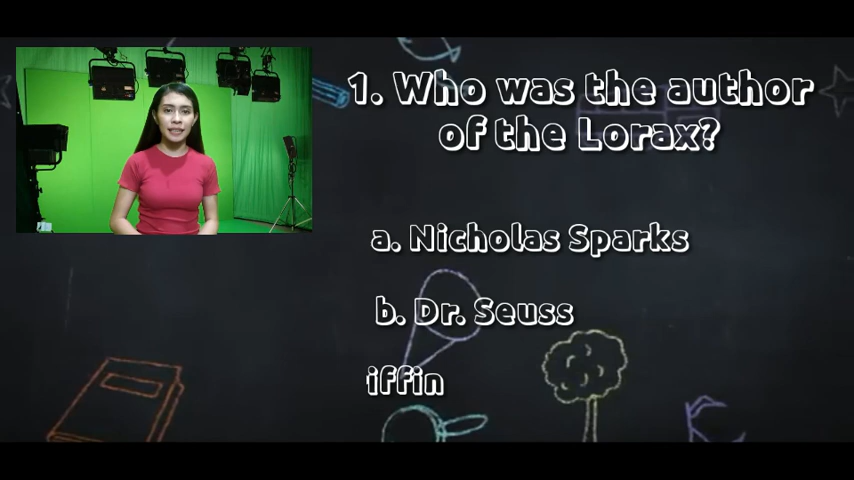 1. Who was the author
of the Lorax?
a. Nicholas Sparks
b. Dr. Seuss
iffin